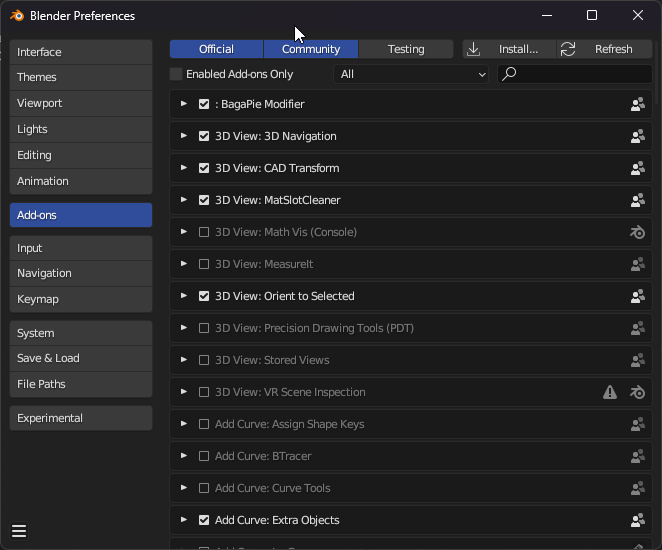 Blender Preferences
Interface
Themes
Viewport
Lights
Editing
Animation
Add-ons
Input
Navigation
Keymap
System
Save & Load
File Paths
Experimental
Official Community Testing Install... Refresh
Enabled Add-ons Only All
: BagaPie Modifier
3D View: 3D Navigation
3D View: CAD Transform
3D View: MatSlotCleaner
3D View: Math Vis (Console)
3D View: MeasureIt
3D View: Orient to Selected
3D View: Precision Drawing Tools (PDT)
3D View: Stored Views
3D View: VR Scene Inspection
Add Curve: Assign Shape Keys
Add Curve: BTracer
Add Curve: Curve Tools
Add Curve: Extra Objects